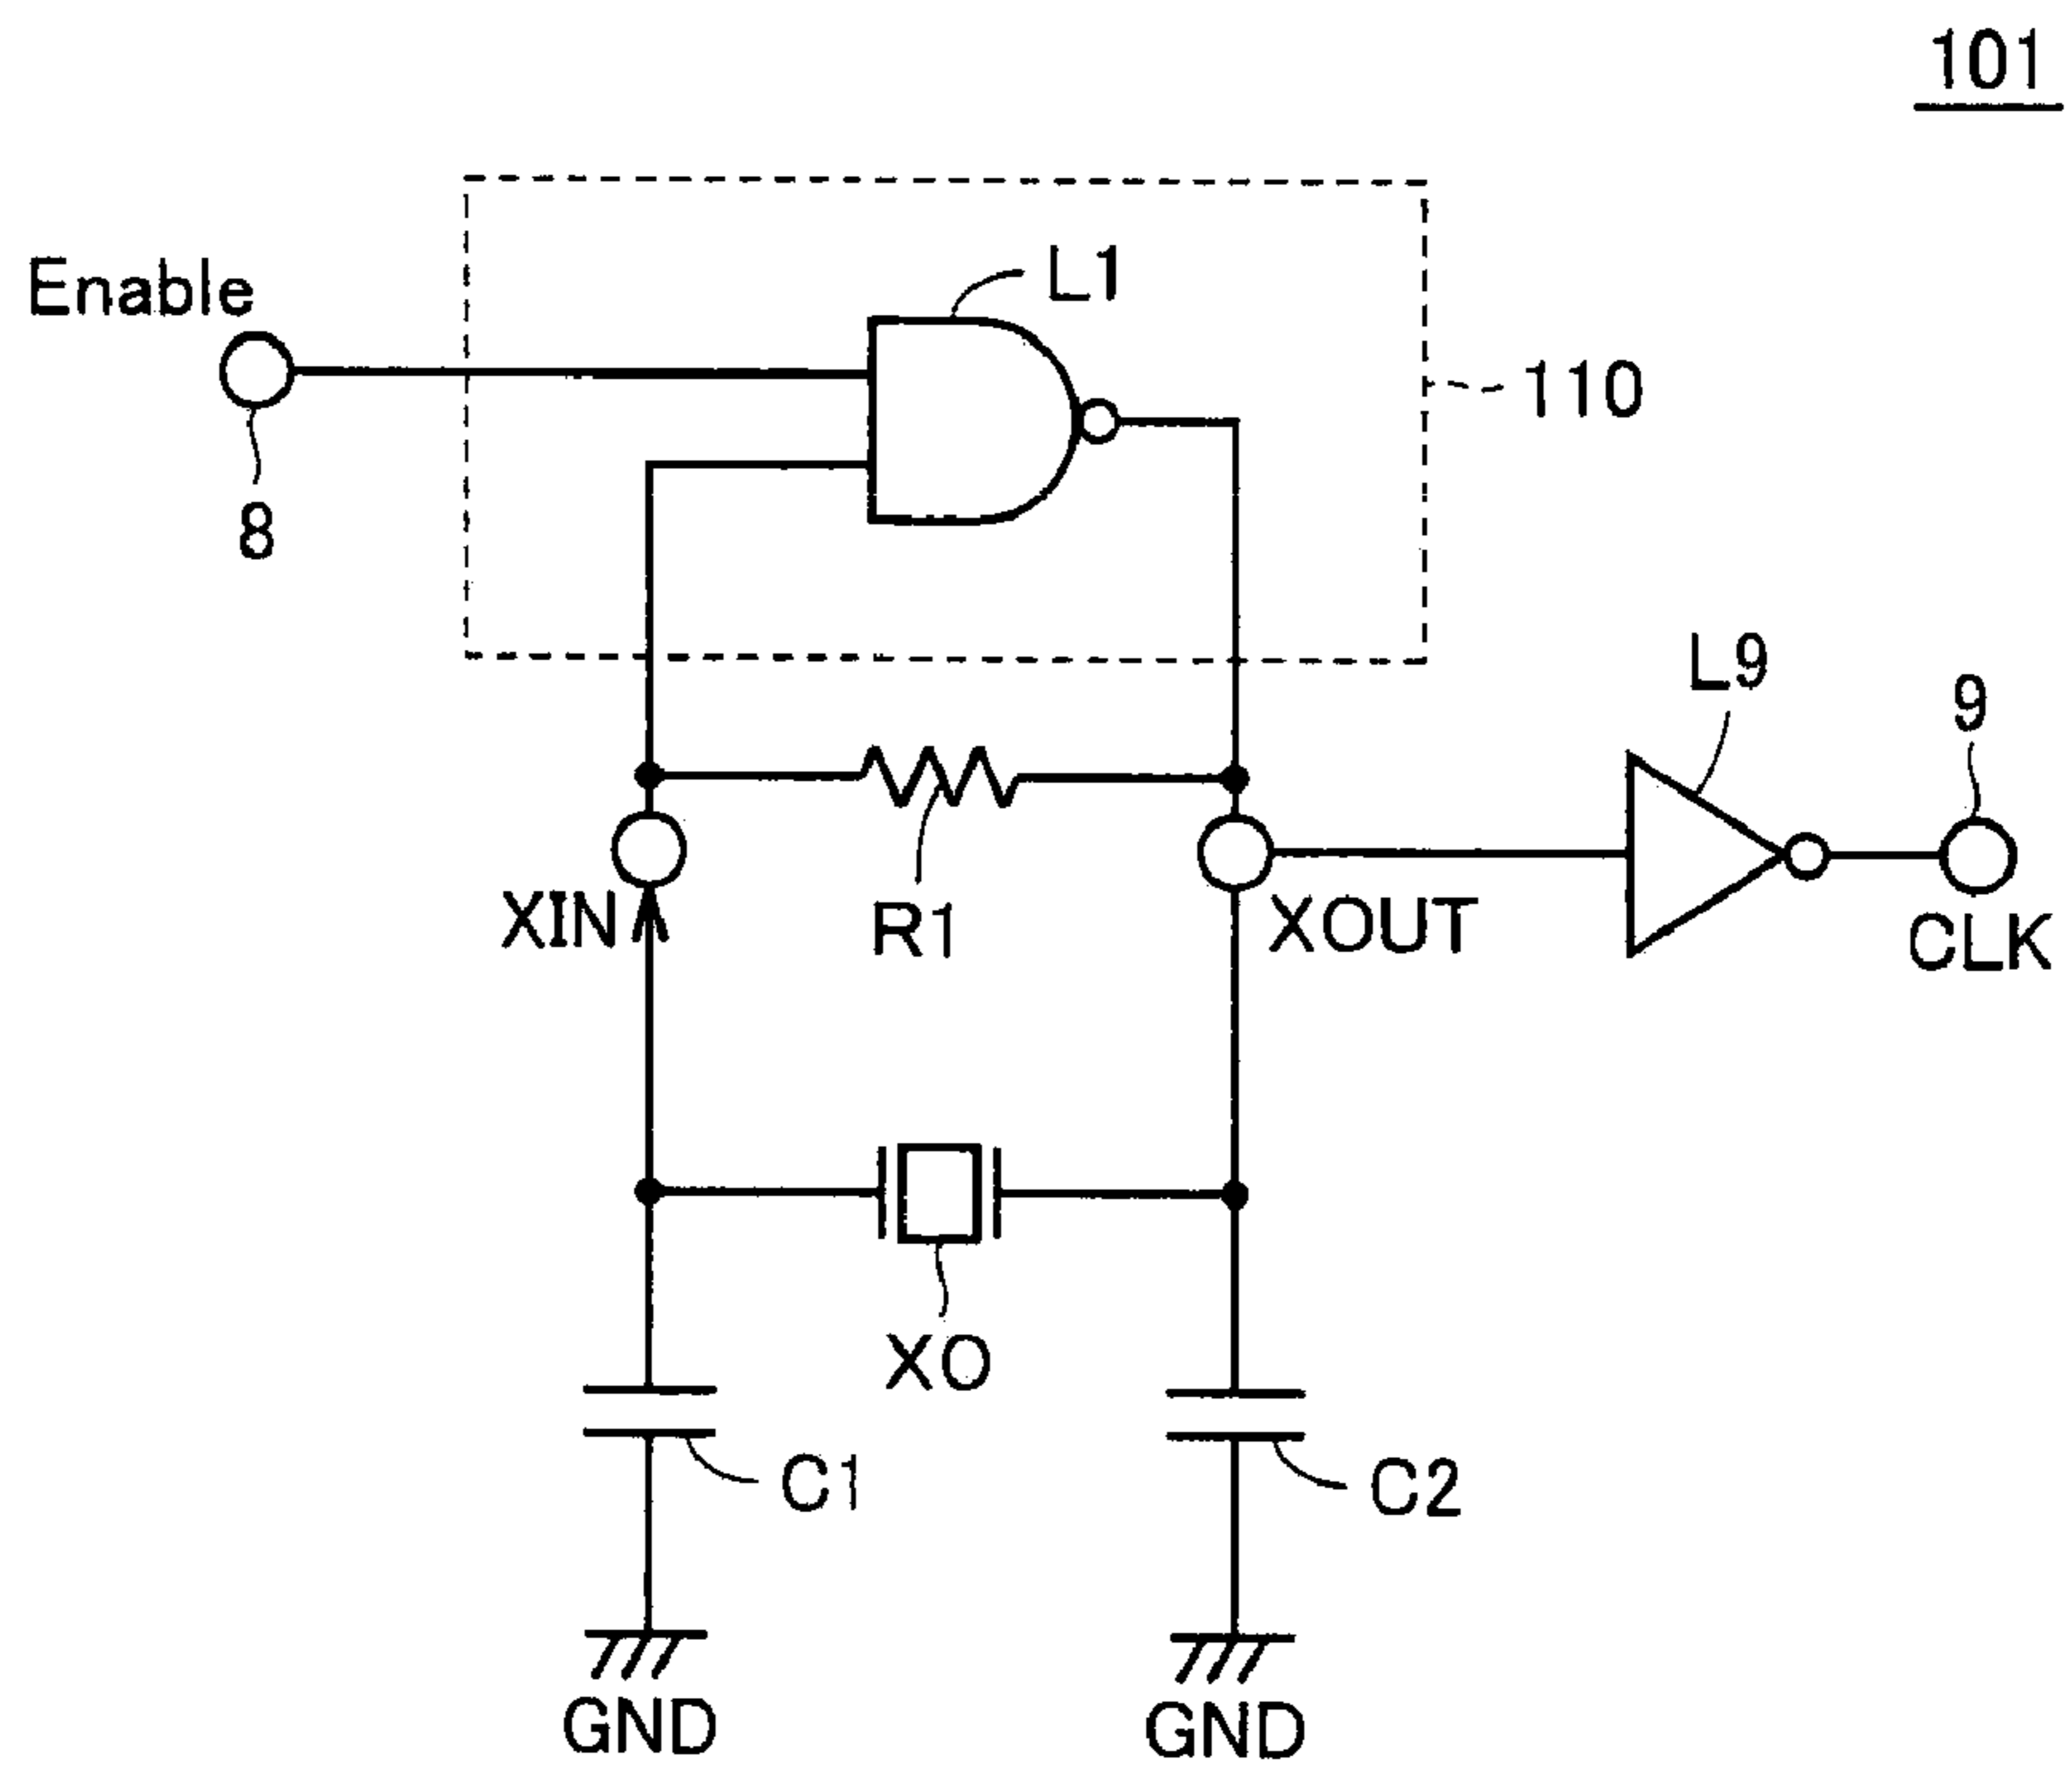 101
Enable
L1
110
8
L9
9
XIN
R1
XOUT
CLK
XO
C1
C2
GND
GND